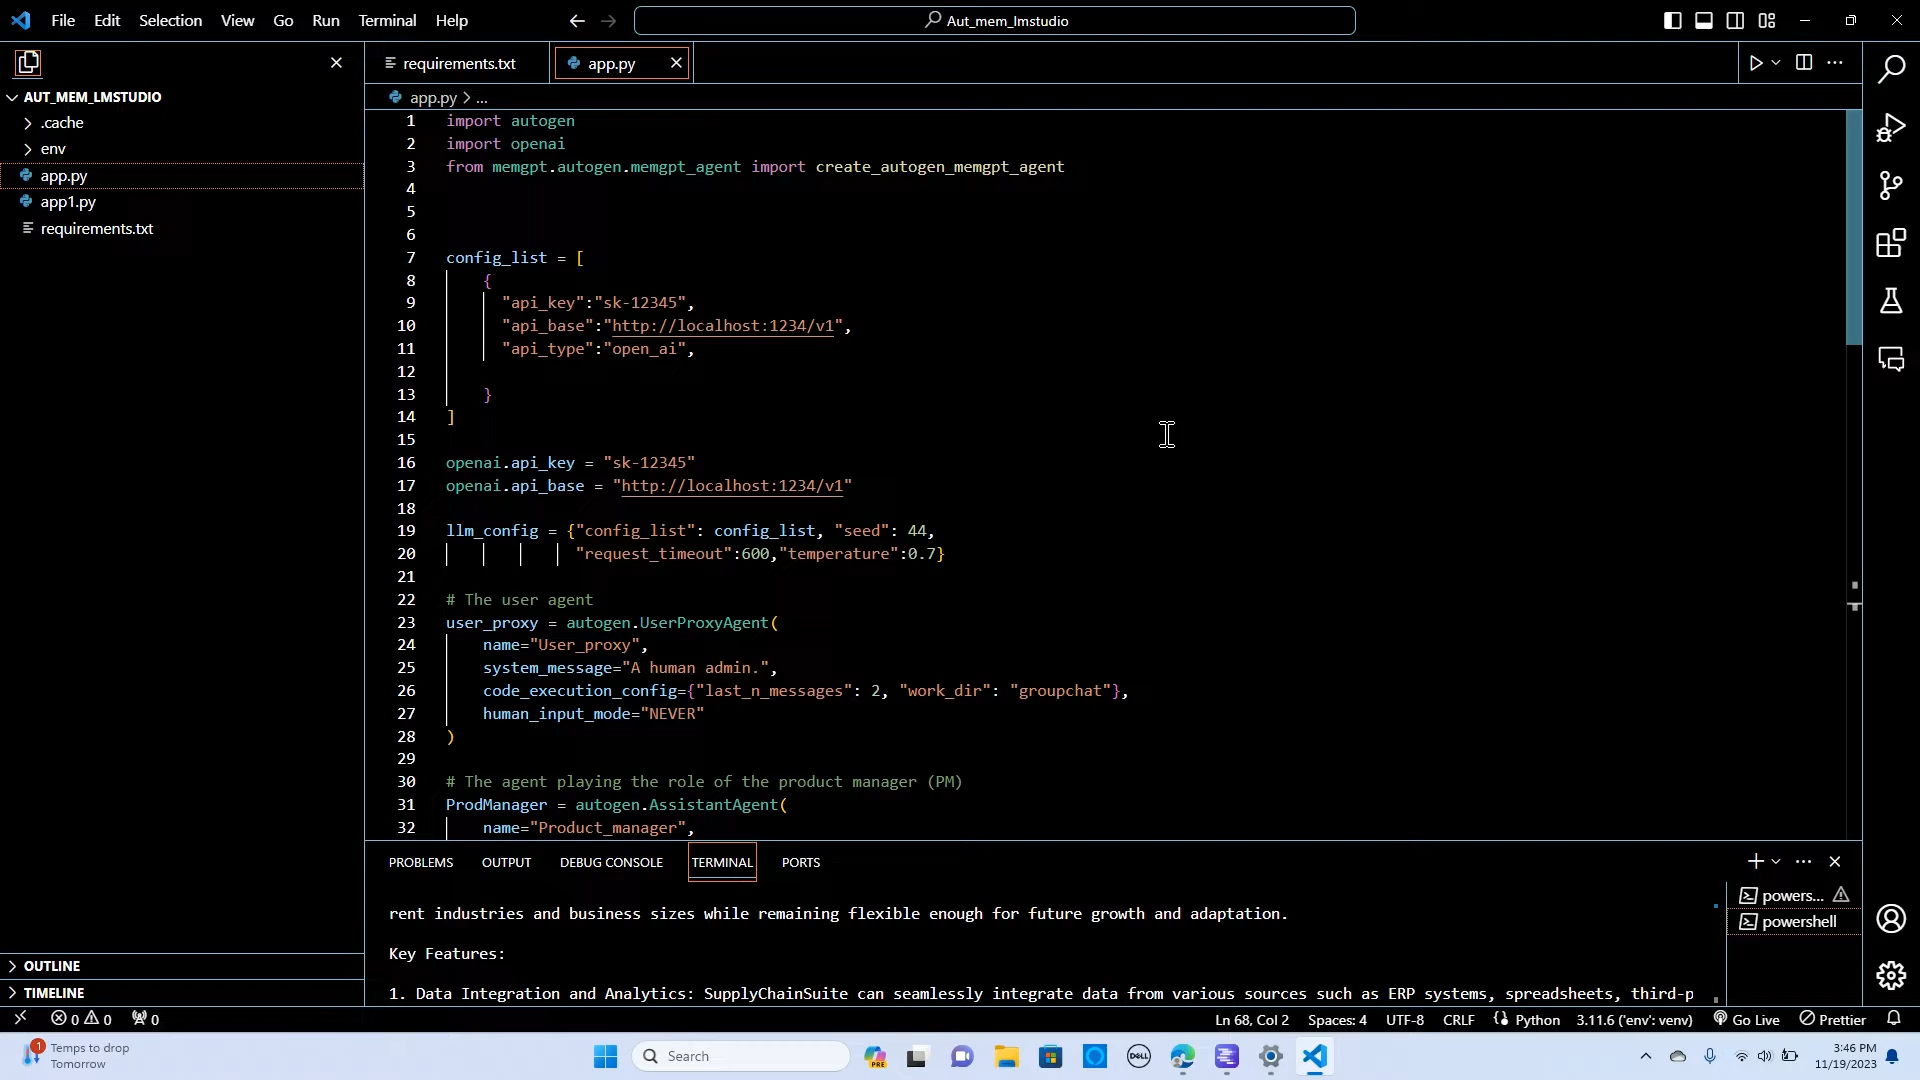 File Edit Selection View Go Run Terminal Help
Aut_mem_lmstudio
requirements.txt
app.py
AUT_MEM_LMSTUDIO
.cache
env
app.py
app1.py
requirements.txt
OUTLINE
TIMELINE
app.py > ...
1 import autogen
2 import openai
3 from memgpt.autogen.memgpt_agent import create_autogen_memgpt_agent
4
5
6
7 config_list = [
8 {
9 "api_key":"sk-12345",
10 "api_base":"http://localhost:1234/v1",
11 "api_type":"open_ai",
12
13 }
14 ]
15
16 openai.api_key = "sk-12345"
17 openai.api_base = "http://localhost:1234/v1"
18
19 llm_config = {"config_list": config_list, "seed": 44,
20 "request_timeout":600,"temperature":0.7}
21
22 # The user agent
23 user_proxy = autogen.UserProxyAgent(
24 name="User_proxy",
25 system_message="A human admin.",
26 code_execution_config={"last_n_messages": 2, "work_dir": "groupchat"},
27 human_input_mode="NEVER"
28 )
29
30 # The agent playing the role of the product manager (PM)
31 ProdManager = autogen.AssistantAgent(
32 name="Product_manager",
PROBLEMS OUTPUT DEBUG CONSOLE TERMINAL PORTS
rent industries and business sizes while remaining flexible enough for future growth and adaptation.
Key Features:
1. Data Integration and Analytics: SupplyChainSuite can seamlessly integrate data from various sources such as ERP systems, spreadsheets, third-p
powers...
powershell
0 0 0
Ln 68, Col 2 Spaces: 4 UTF-8 CRLF Python 3.11.6 ('env': venv) Go Live Prettier
1
Temps to drop
Tomorrow
Search
PRE
DELL
3:46 PM
11/19/2023